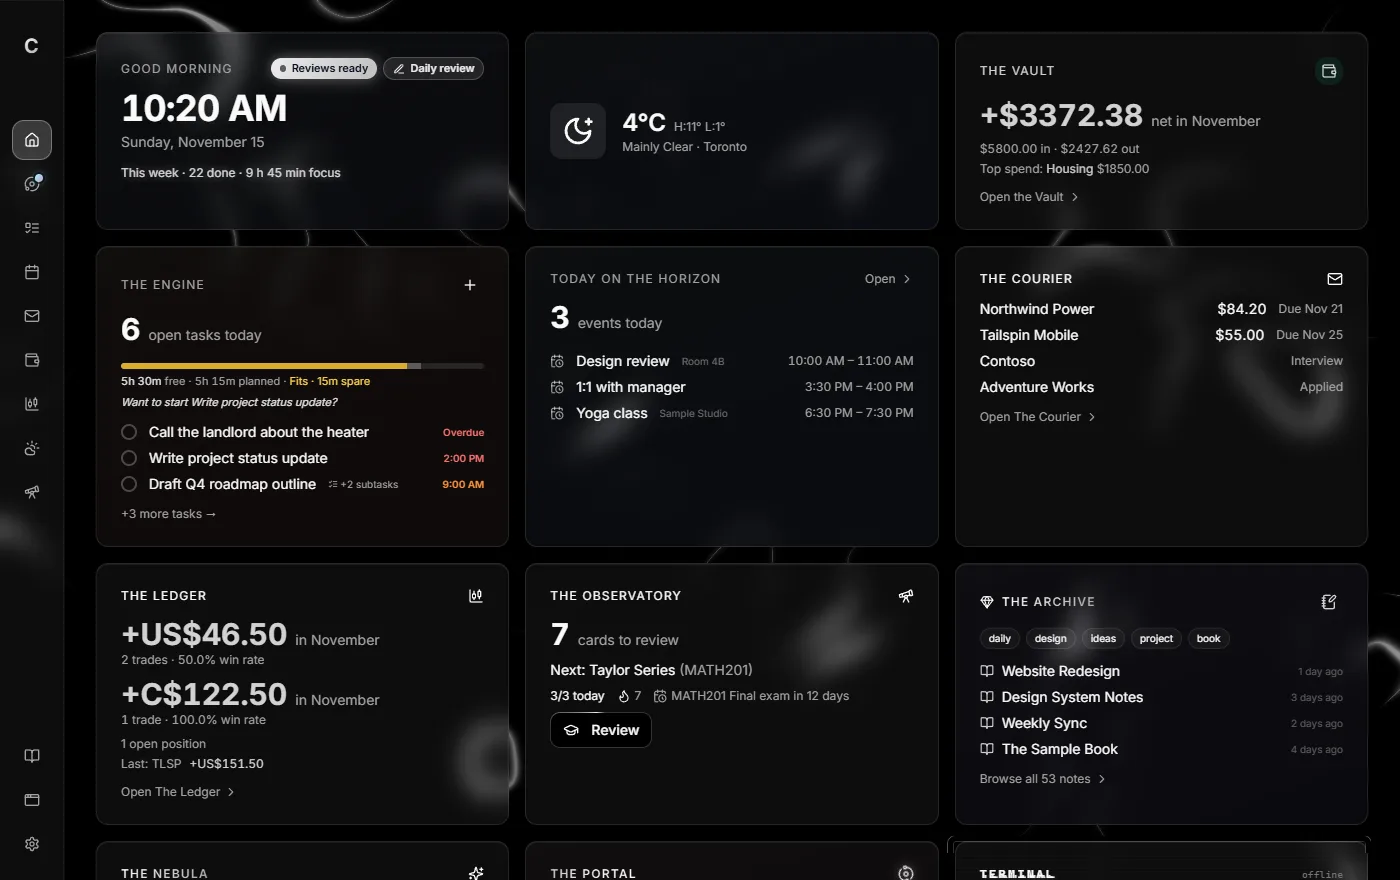 C
GOOD MORNING
Reviews ready
Daily review
10:20 AM
Sunday, November 15
This week · 22 done · 9 h 45 min focus
4°C H:11° L:1°
Mainly Clear · Toronto
THE VAULT
+$3372.38 net in November
$5800.00 in · $2427.62 out
Top spend: Housing $1850.00
Open the Vault
THE ENGINE
6 open tasks today
5h 30m free · 5h 15m planned · Fits · 15m spare
Want to start Write project status update?
Call the landlord about the heater Overdue
Write project status update 2:00 PM
Draft Q4 roadmap outline +2 subtasks 9:00 AM
+3 more tasks →
TODAY ON THE HORIZON Open
3 events today
Design review Room 4B 10:00 AM – 11:00 AM
1:1 with manager 3:30 PM – 4:00 PM
Yoga class Sample Studio 6:30 PM – 7:30 PM
THE COURIER
Northwind Power $84.20 Due Nov 21
Tailspin Mobile $55.00 Due Nov 25
Contoso Interview
Adventure Works Applied
Open The Courier
THE LEDGER
+US$46.50 in November
2 trades · 50.0% win rate
+C$122.50 in November
1 trade · 100.0% win rate
1 open position
Last: TLSP +US$151.50
Open The Ledger
THE OBSERVATORY
7 cards to review
Next: Taylor Series (MATH201)
3/3 today 7 MATH201 Final exam in 12 days
Review
THE ARCHIVE
daily design ideas project book
Website Redesign 1 day ago
Design System Notes 3 days ago
Weekly Sync 2 days ago
The Sample Book 4 days ago
Browse all 53 notes
THE NEBULA
THE PORTAL
TERMINAL offline